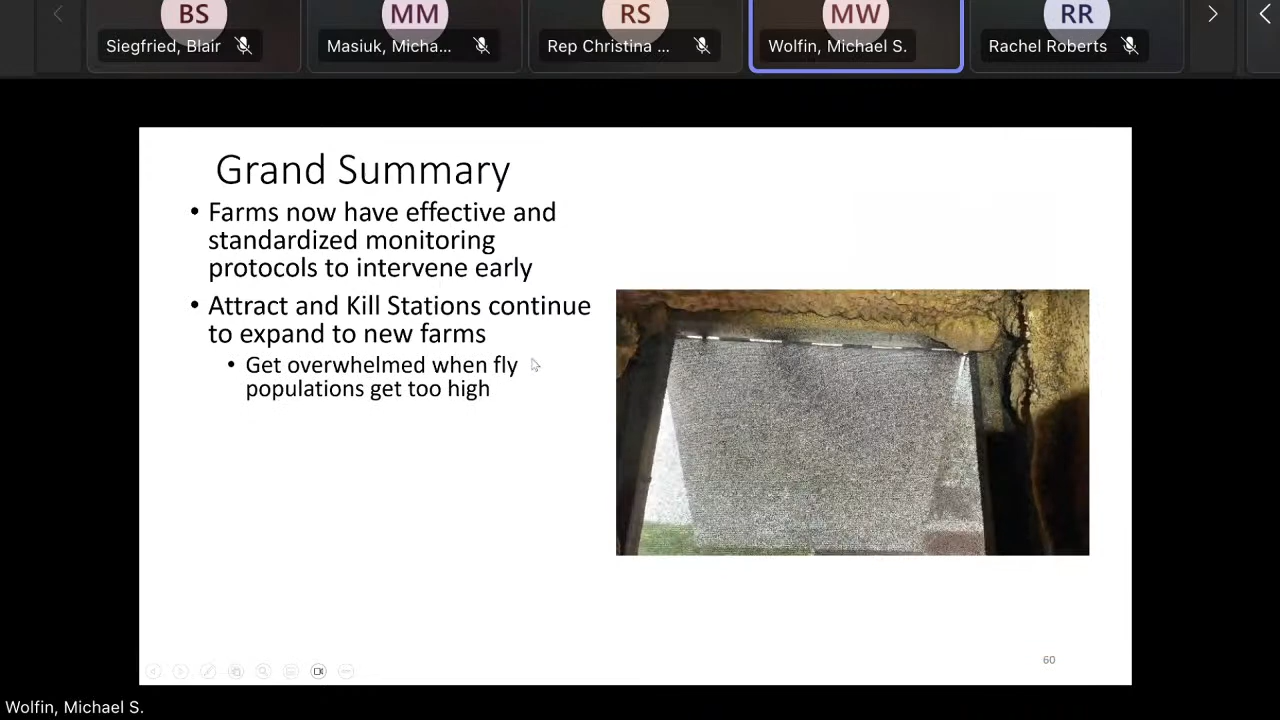 BS
MM
RS
MW
RR
Siegfried, Blair
Masiuk, Micha...
Rep Christina ...
Wolfin, Michael S.
Rachel Roberts
Grand Summary
• Farms now have effective and
standardized monitoring
protocols to intervene early
• Attract and Kill Stations continue
to expand to new farms
• Get overwhelmed when fly
populations get too high
60
Wolfin, Michael S.